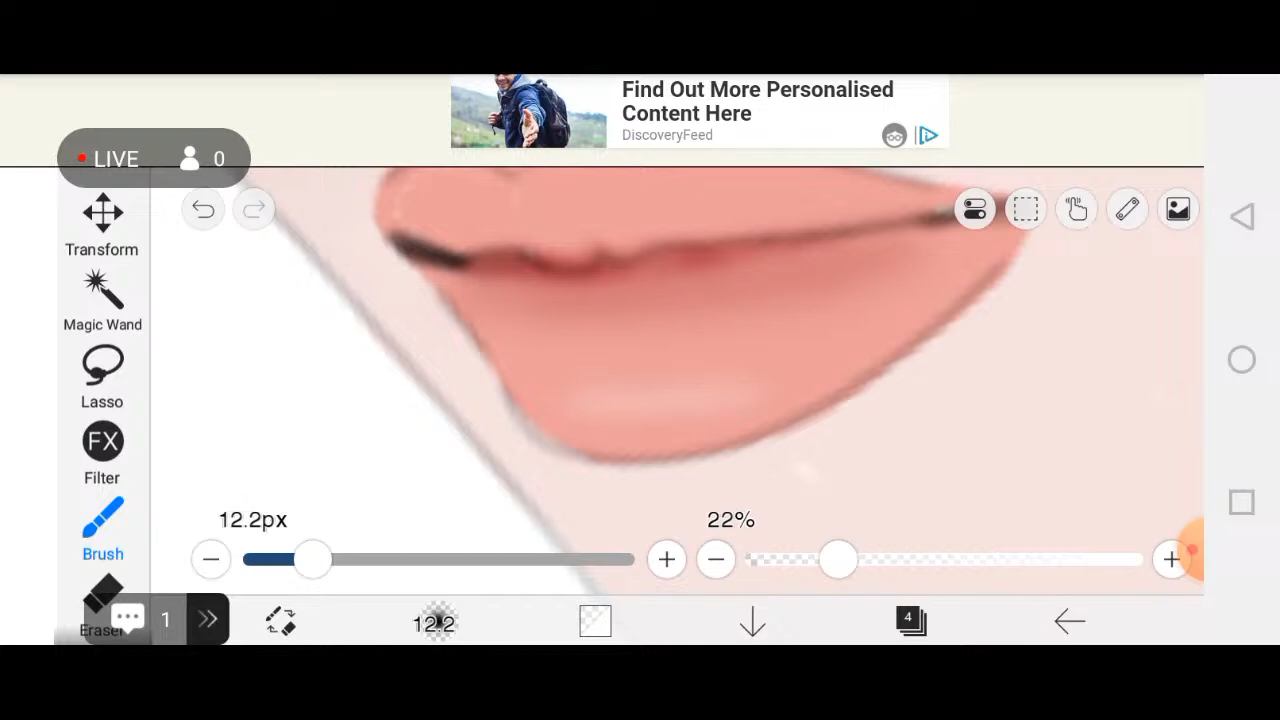 Find Out More Personalised
Content Here
DiscoveryFeed
LIVE
0
Transform
Magic Wand
Lasso
FX
Filter
12.2px
22%
Brush
Eraser
1
12.2
4